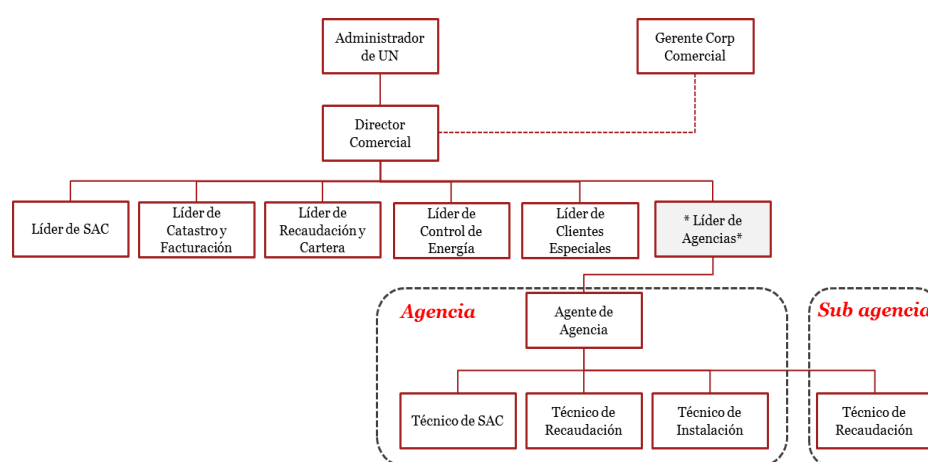 Administrador
de UN
Gerente Corp
Comercial
Director
Comercial
Líder de SAC
Líder de
Catastro y
Facturación
Líder de
Recaudación y
Cartera
Líder de
Control de
Energía
Líder de
Clientes
Especiales
* Líder de
Agencias*
Agencia
Agente de
Agencia
Sub agencia
Técnico de SAC
Técnico de
Recaudación
Técnico de
Instalación
Técnico de
Recaudación